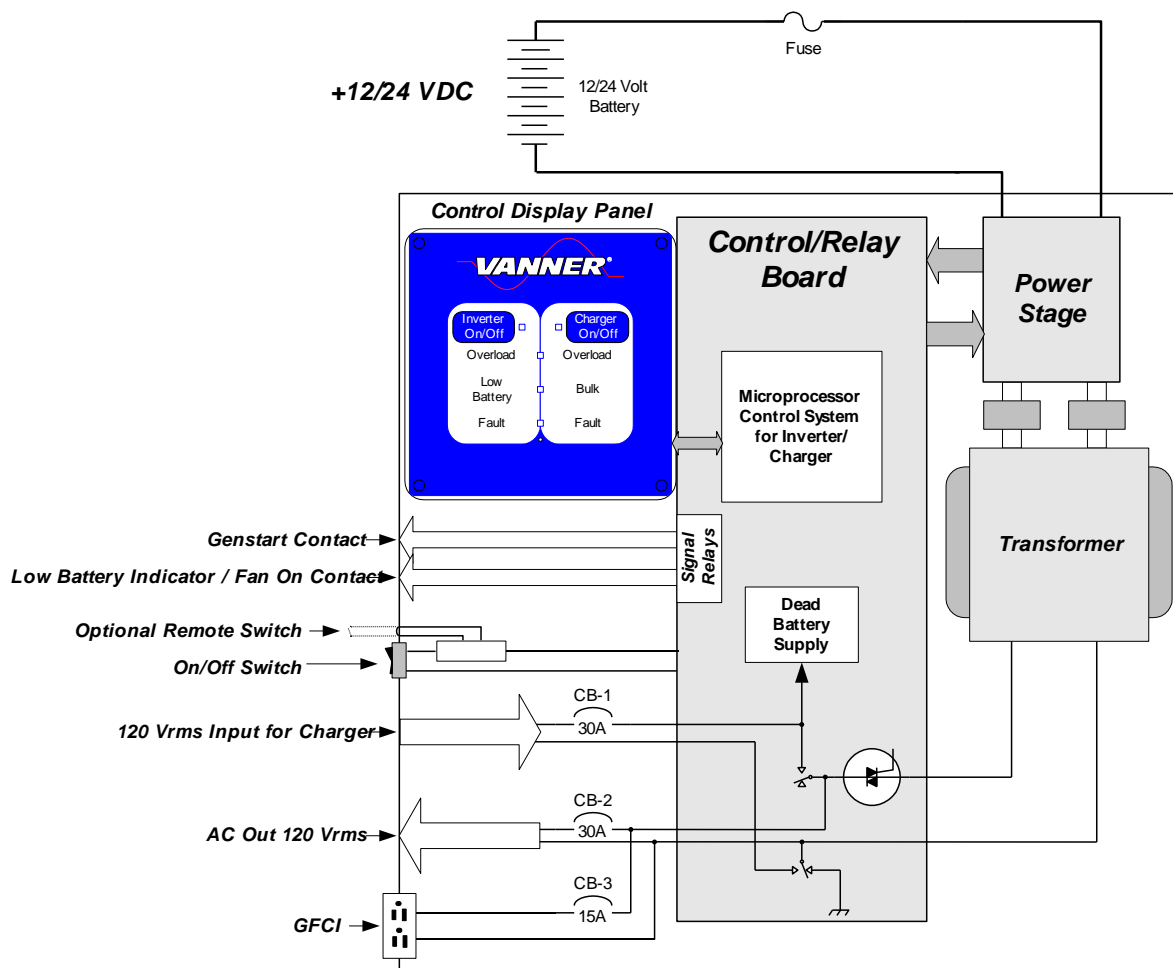 Fuse
+12/24 VDC
12/24 Volt
Battery
Control Display Panel
VANNER®
Inverter
On/Off
Charger
On/Off
Overload
Overload
Low
Battery
Bulk
Fault
Fault
Control/Relay
Board
Power
Stage
Microprocessor
Control System
for Inverter/
Charger
Transformer
Genstart Contact
Low Battery Indicator / Fan On Contact
Signal
Relays
Optional Remote Switch
On/Off Switch
Dead
Battery
Supply
120 Vrms Input for Charger
CB-1
30A
AC Out 120 Vrms
CB-2
30A
CB-3
15A
GFCI